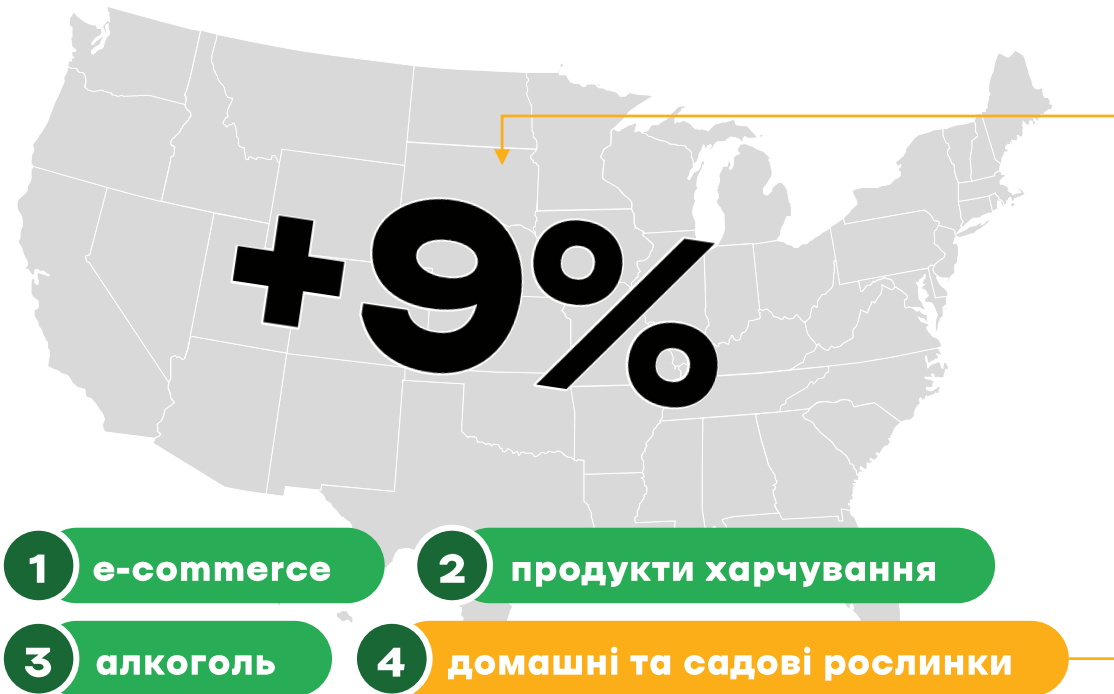 +9%
1 e-commerce
2 продукти харчування
3 алкоголь
4 домашні та садові рослинки